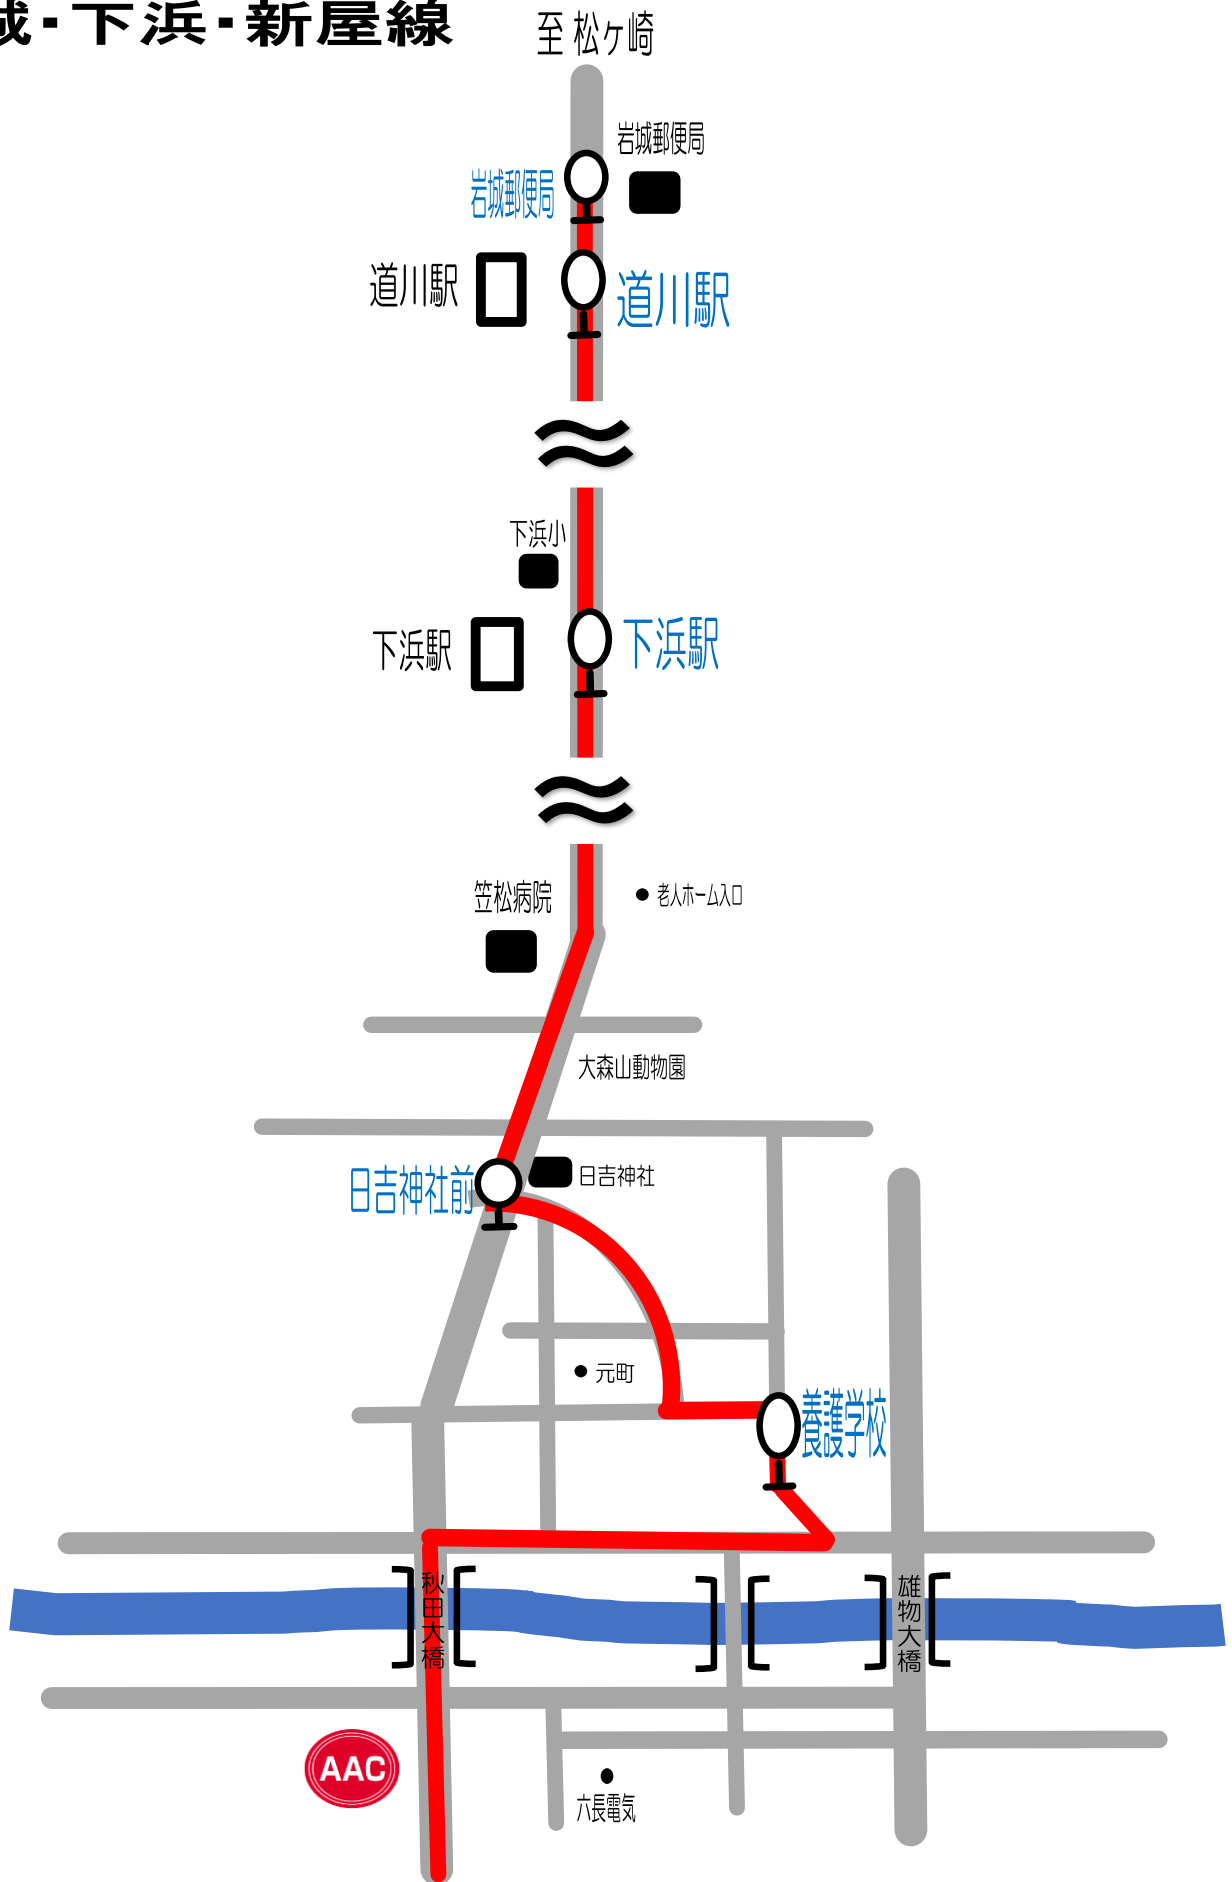 城・下浜・新屋線
至 松ヶ崎
岩城郵便局
岩城郵便局
道川駅
道川駅
下浜小
下浜駅
下浜駅
笠松病院
老人ホーム入口
大森山動物園
日吉神社前
日吉神社
元町
養護学校
秋田大橋
雄物大橋
AAC
六長電気